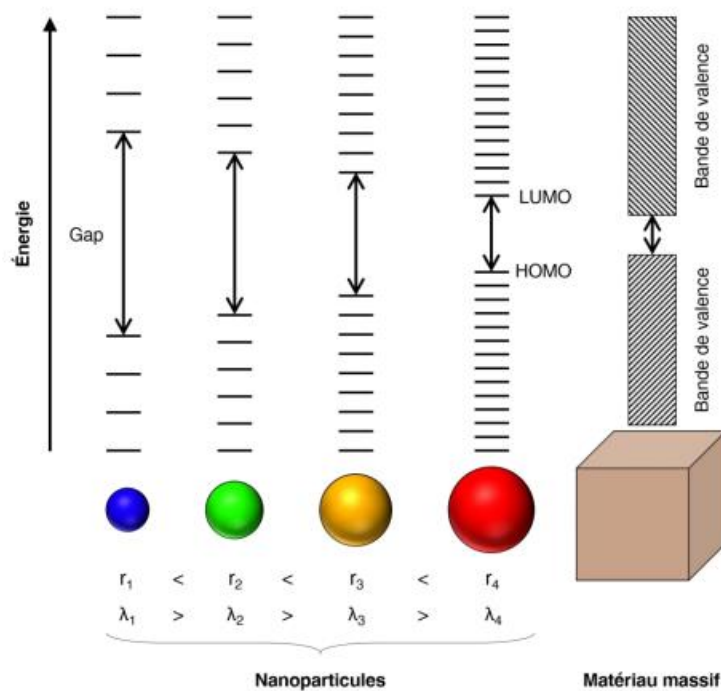 Énergie
Gap
LUMO
HOMO
Bande de valence
Bande de valence
r₁ < r₂ < r₃ < r₄
λ₁ > λ₂ > λ₃ > λ₄
Nanoparticules
Matériau massif